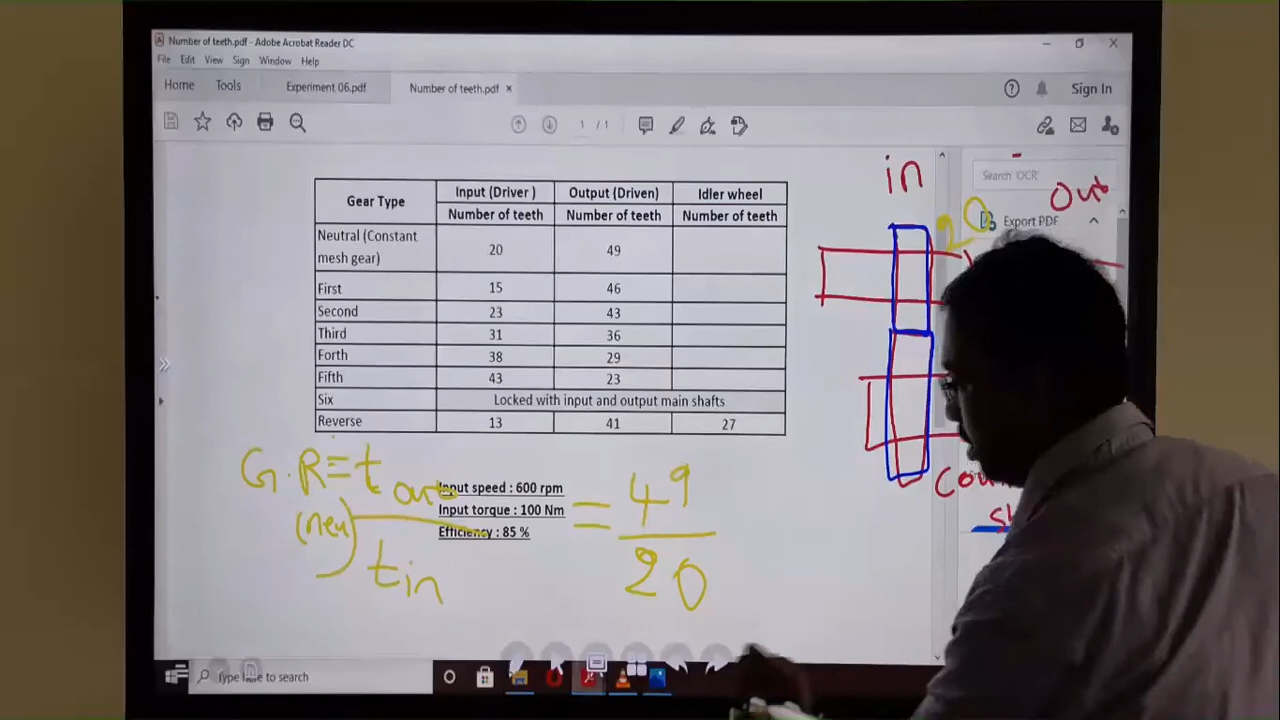 Number of teeth.pdf - Adobe Acrobat Reader DC
File Edit View Sign Window Help
Home Tools Experiment 06.pdf Number of teeth.pdf ×
Sign In
1 / 1
in
Search 'OCR'
Out
20
Export PDF
Gear Type Input (Driver ) Output (Driven) Idler wheel
Number of teeth Number of teeth Number of teeth
Neutral (Constant mesh gear) 20 49
First 15 46
Second 23 43
Third 31 36
Forth 38 29
Fifth 43 23
Six Locked with input and output main shafts
Reverse 13 41 27
Input speed : 600 rpm
Input torque : 100 Nm
Efficiency : 85 %
G.R = t out
(neu)
t in
= 49
20
Type here to search